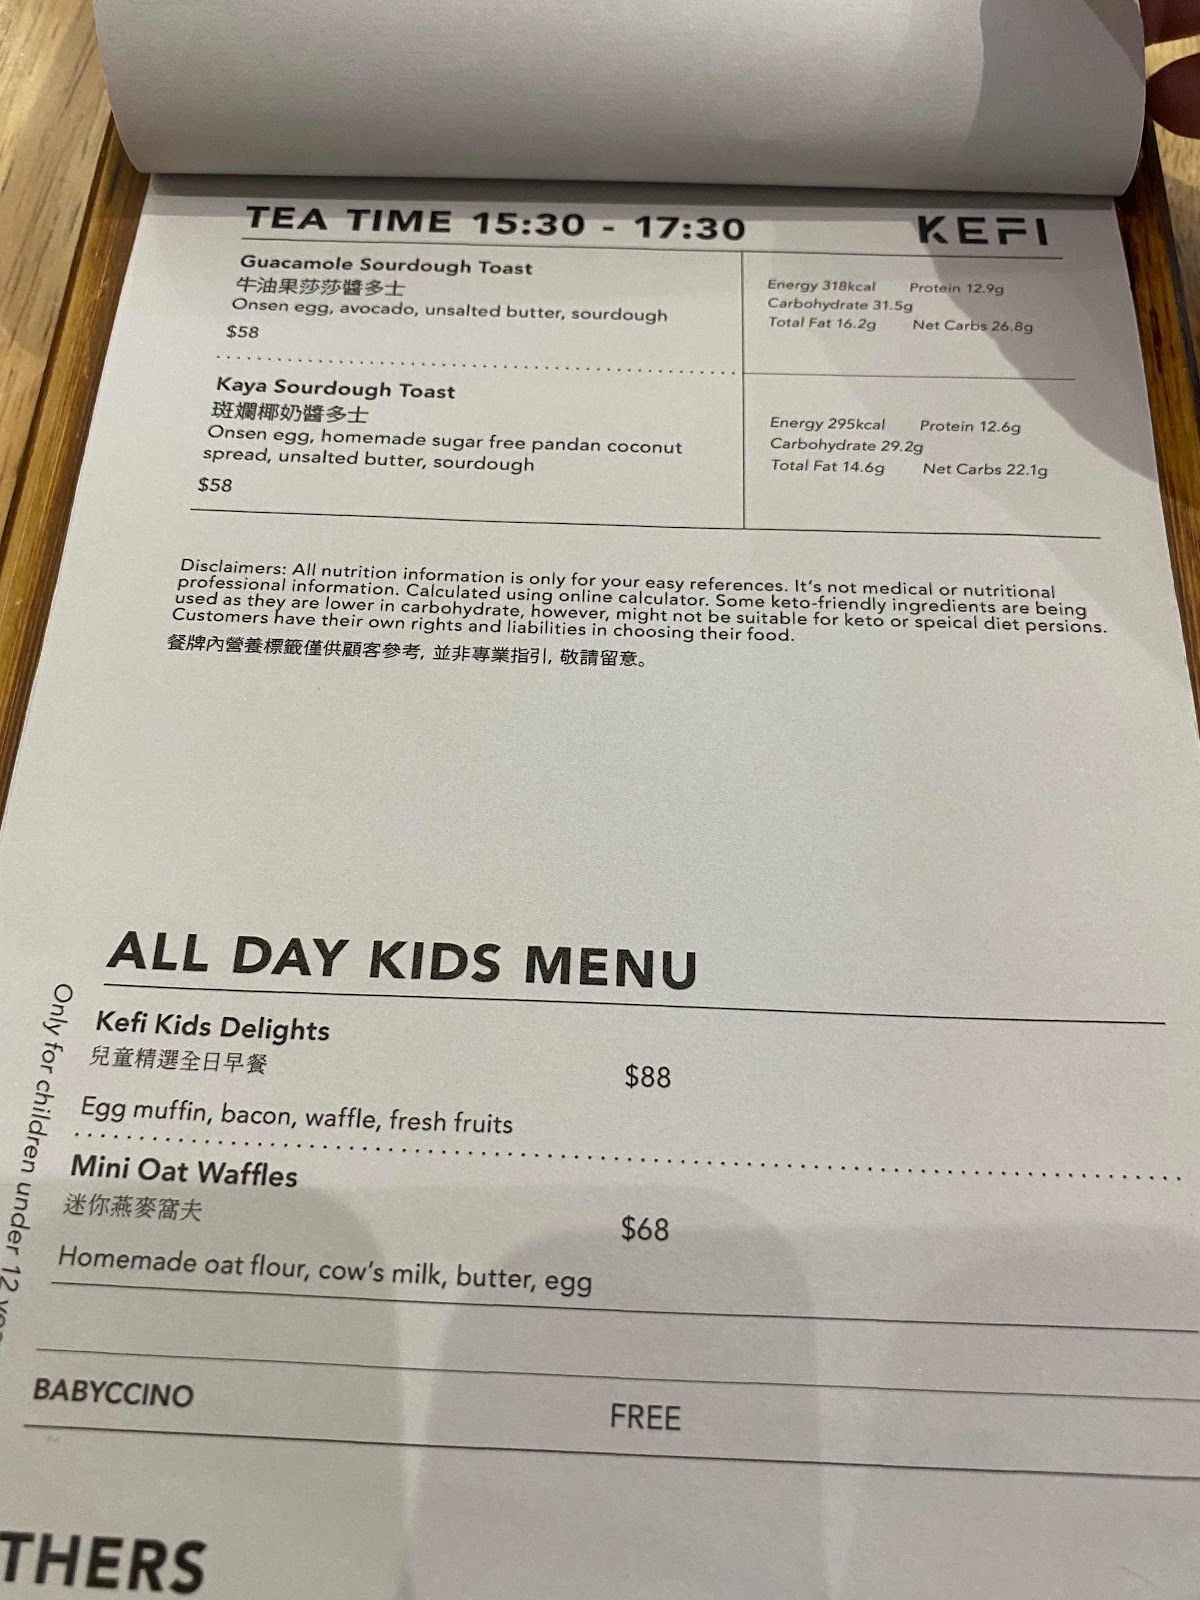 TEA TIME 15:30 - 17:30
KEFI
Guacamole Sourdough Toast
牛油果莎莎醬多士
Onsen egg, avocado, unsalted butter, sourdough
$58
Energy 318kcal Protein 12.9g
Carbohydrate 31.5g
Total Fat 16.2g Net Carbs 26.8g
Kaya Sourdough Toast
斑斕椰奶醬多士
Onsen egg, homemade sugar free pandan coconut
spread, unsalted butter, sourdough
$58
Energy 295kcal Protein 12.6g
Carbohydrate 29.2g
Total Fat 14.6g Net Carbs 22.1g
Disclaimers: All nutrition information is only for your easy references. It's not medical or nutritional
professional information. Calculated using online calculator. Some keto-friendly ingredients are being
used as they are lower in carbohydrate, however, might not be suitable for keto or speical diet persions.
Customers have their own rights and liabilities in choosing their food.
餐牌內營養標籤僅供顧客參考, 並非專業指引, 敬請留意。
ALL DAY KIDS MENU
Only for children under 12
Kefi Kids Delights
兒童精選全日早餐
$88
Egg muffin, bacon, waffle, fresh fruits
Mini Oat Waffles
迷你燕麥窩夫
$68
Homemade oat flour, cow's milk, butter, egg
BABYCCINO
FREE
THERS